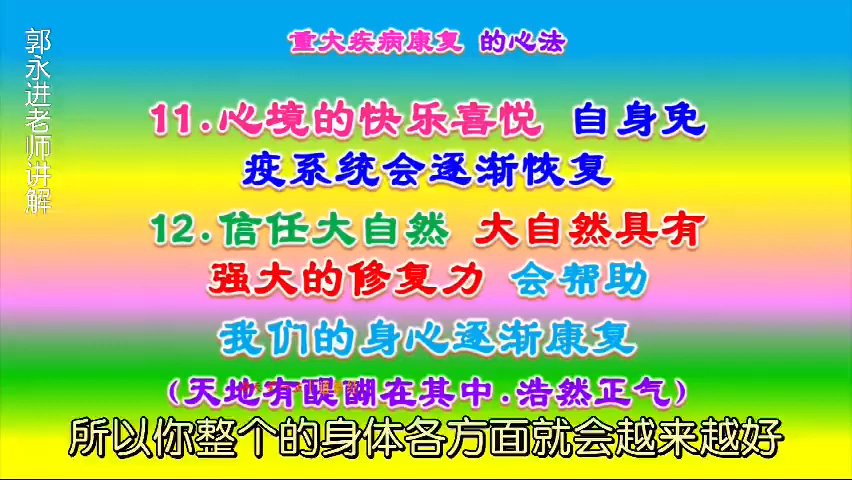 郭永进老师讲解
重大疾病康复 的心法
11.心境的快乐喜悦 自身免
疫系统会逐渐恢复
12.信任大自然 大自然具有
强大的修复力 会帮助
我们的身心逐渐康复
(天地有醍醐在其中.浩然正气)
所以你整个的身体各方面就会越来越好